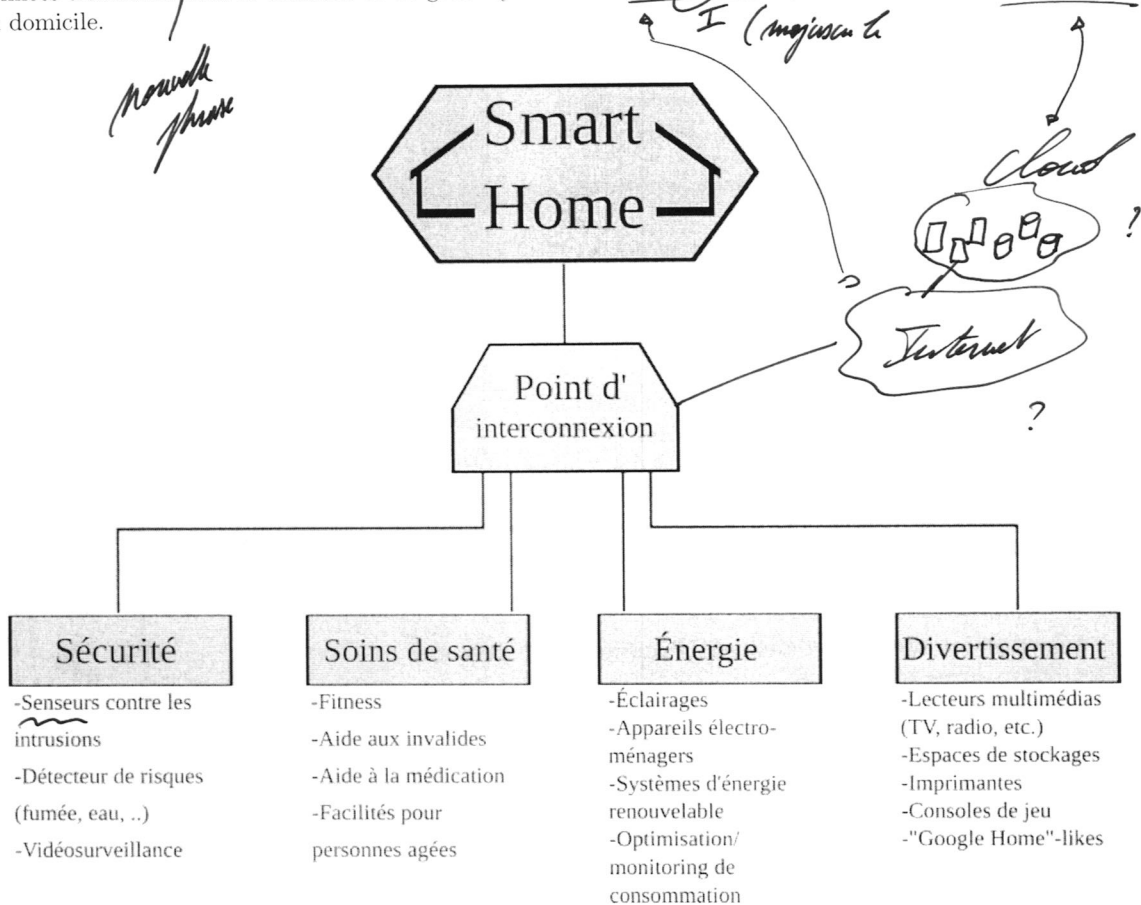 domicile.
I (majuscule
nouvelle
phrase
Smart
Home
Cloud
?
Internet
?
Point d'
interconnexion
Sécurité
-Senseurs contre les
intrusions
-Détecteur de risques
(fumée, eau, ..)
-Vidéosurveillance
Soins de santé
-Fitness
-Aide aux invalides
-Aide à la médication
-Facilités pour
personnes agées
Énergie
-Éclairages
-Appareils électro-
ménagers
-Systèmes d'énergie
renouvelable
-Optimisation/
monitoring de
consommation
Divertissement
-Lecteurs multimédias
(TV, radio, etc.)
-Espaces de stockages
-Imprimantes
-Consoles de jeu
-"Google Home"-likes